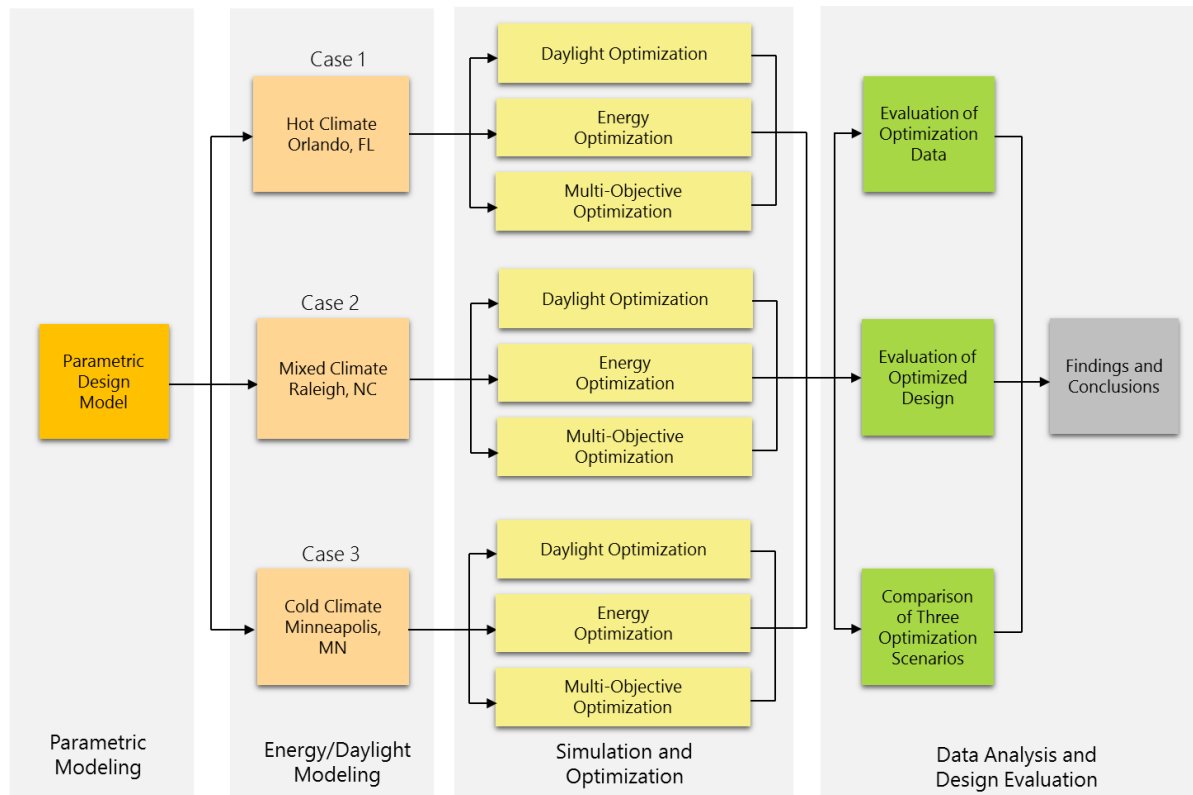 Parametric
Design
Model
Case 1
Hot Climate
Orlando, FL
Case 2
Mixed Climate
Raleigh, NC
Case 3
Cold Climate
Minneapolis,
MN
Daylight Optimization
Energy
Optimization
Multi-Objective
Optimization
Daylight Optimization
Energy
Optimization
Multi-Objective
Optimization
Daylight Optimization
Energy
Optimization
Multi-Objective
Optimization
Evaluation of
Optimization
Data
Evaluation of
Optimized
Design
Comparison
of Three
Optimization
Scenarios
Findings and
Conclusions
Parametric
Modeling
Energy/Daylight
Modeling
Simulation and
Optimization
Data Analysis and
Design Evaluation